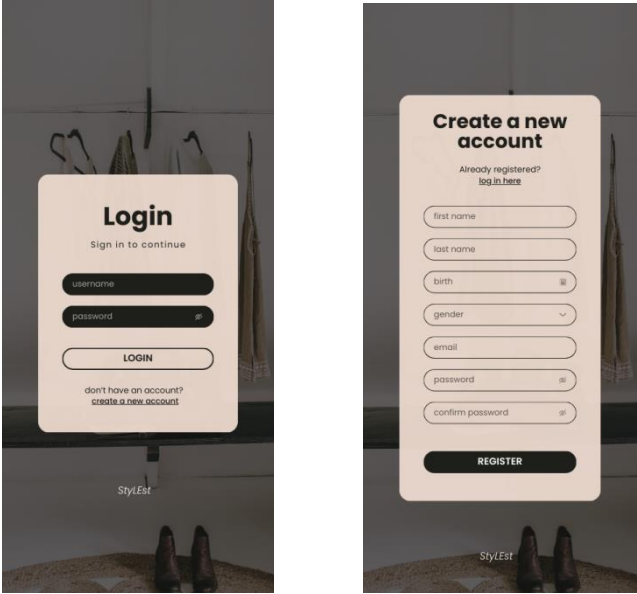 Login
Sign in to continue
username
password
LOGIN
don't have an account?
create a new account
StyLEst
Create a new
account
Already registered?
log in here
first name
last name
birth
gender
email
password
confirm password
REGISTER
StyLEst